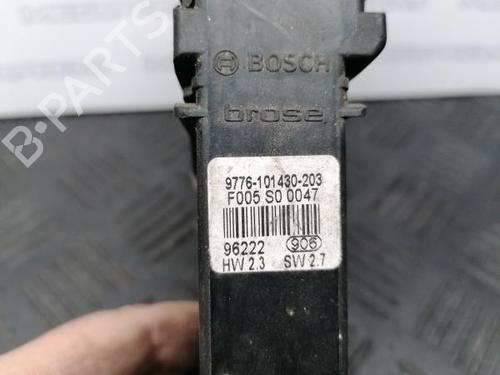 BOSCH
brose
9776-101430-203
F005 S0 0047
96222 906
HW 2.3 SW 2.7
B-PARTS